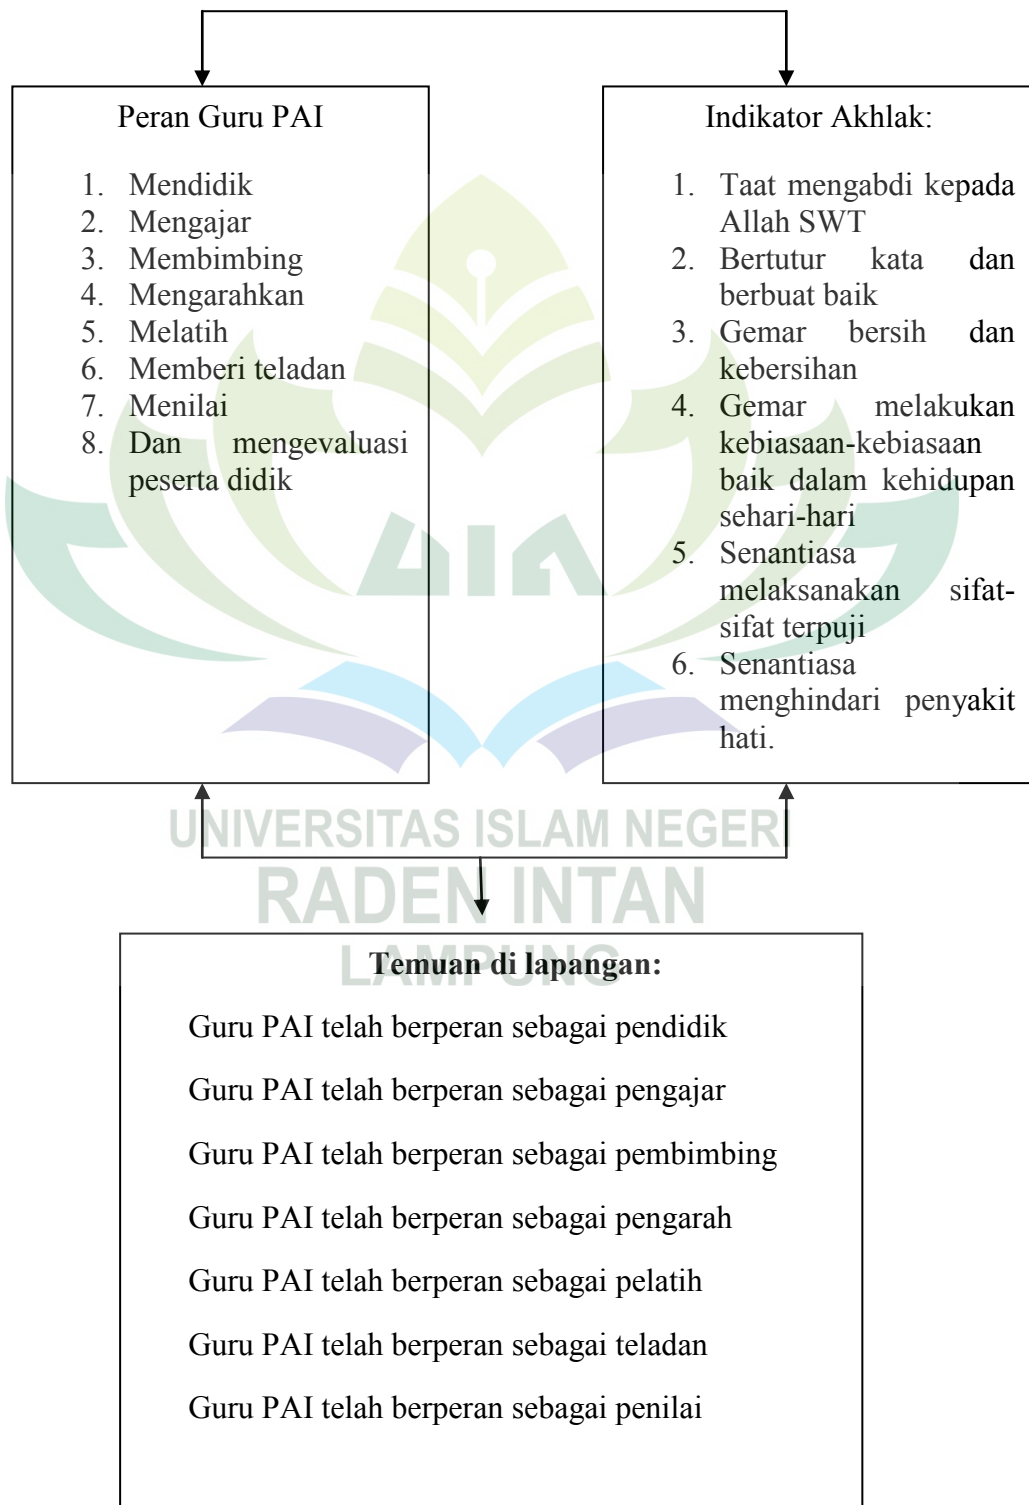 Peran Guru PAI
1. Mendidik
2. Mengajar
3. Membimbing
4. Mengarahkan
5. Melatih
6. Memberi teladan
7. Menilai
8. Dan mengevaluasi
peserta didik
Indikator Akhlak:
1. Taat mengabdi kepada
Allah SWT
2. Bertutur kata dan
berbuat baik
3. Gemar bersih dan
kebersihan
4. Gemar melakukan
kebiasaan-kebiasaan
baik dalam kehidupan
sehari-hari
5. Senantiasa
melaksanakan sifat-
sifat terpuji
6. Senantiasa
menghindari penyakit
hati.
UIN
UNIVERSITAS ISLAM NEGERI
RADEN INTAN
LAMPUNG
Temuan di lapangan:
Guru PAI telah berperan sebagai pendidik
Guru PAI telah berperan sebagai pengajar
Guru PAI telah berperan sebagai pembimbing
Guru PAI telah berperan sebagai pengarah
Guru PAI telah berperan sebagai pelatih
Guru PAI telah berperan sebagai teladan
Guru PAI telah berperan sebagai penilai